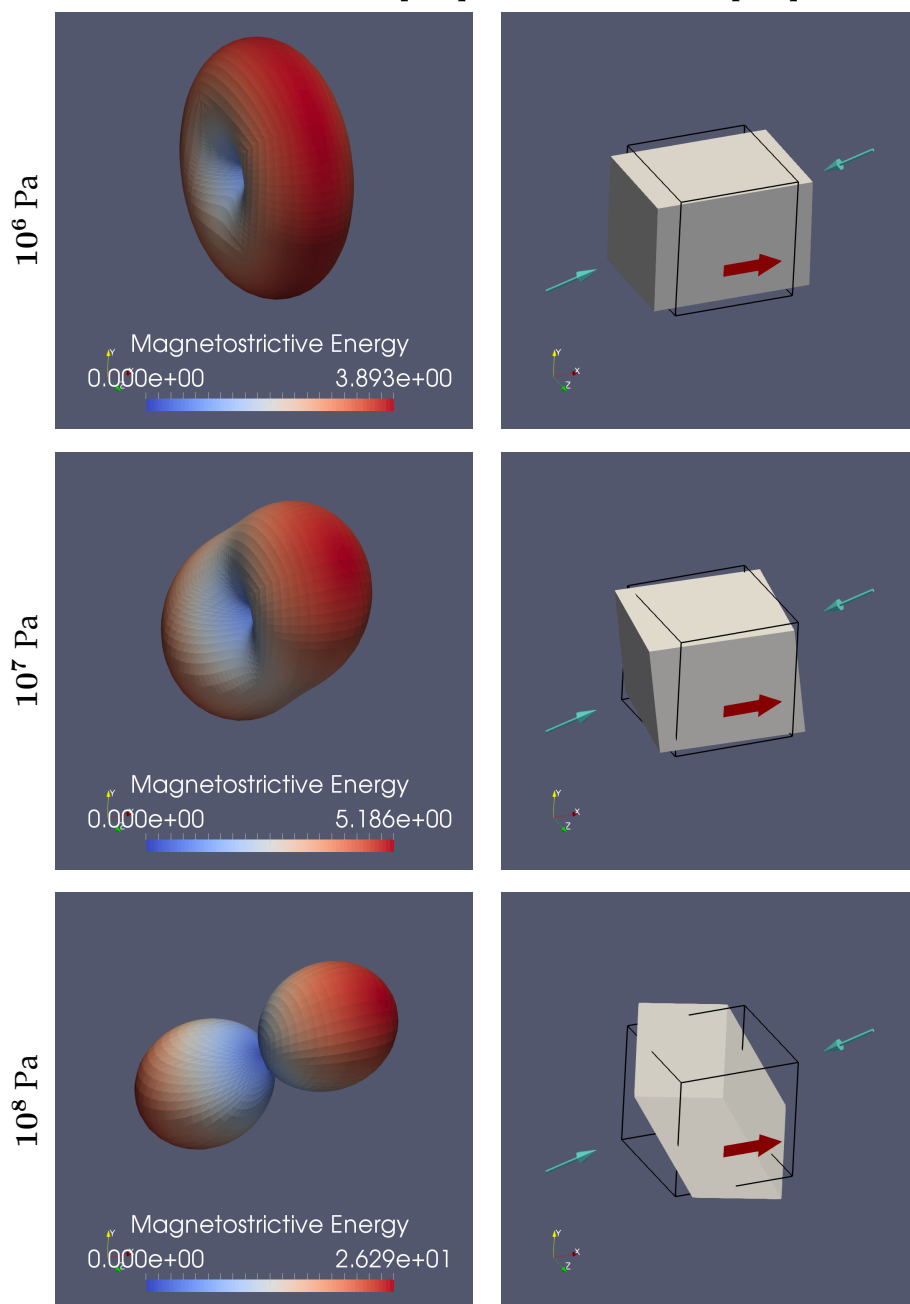 10⁶ Pa
Magnetostrictive Energy
0.000e+00 3.893e+00
Y
X
Z
Y
X
Z
10⁷ Pa
Magnetostrictive Energy
0.000e+00 5.186e+00
Y
X
Z
Y
X
Z
10⁸ Pa
Magnetostrictive Energy
0.000e+00 2.629e+01
Y
X
Z
Y
X
Z